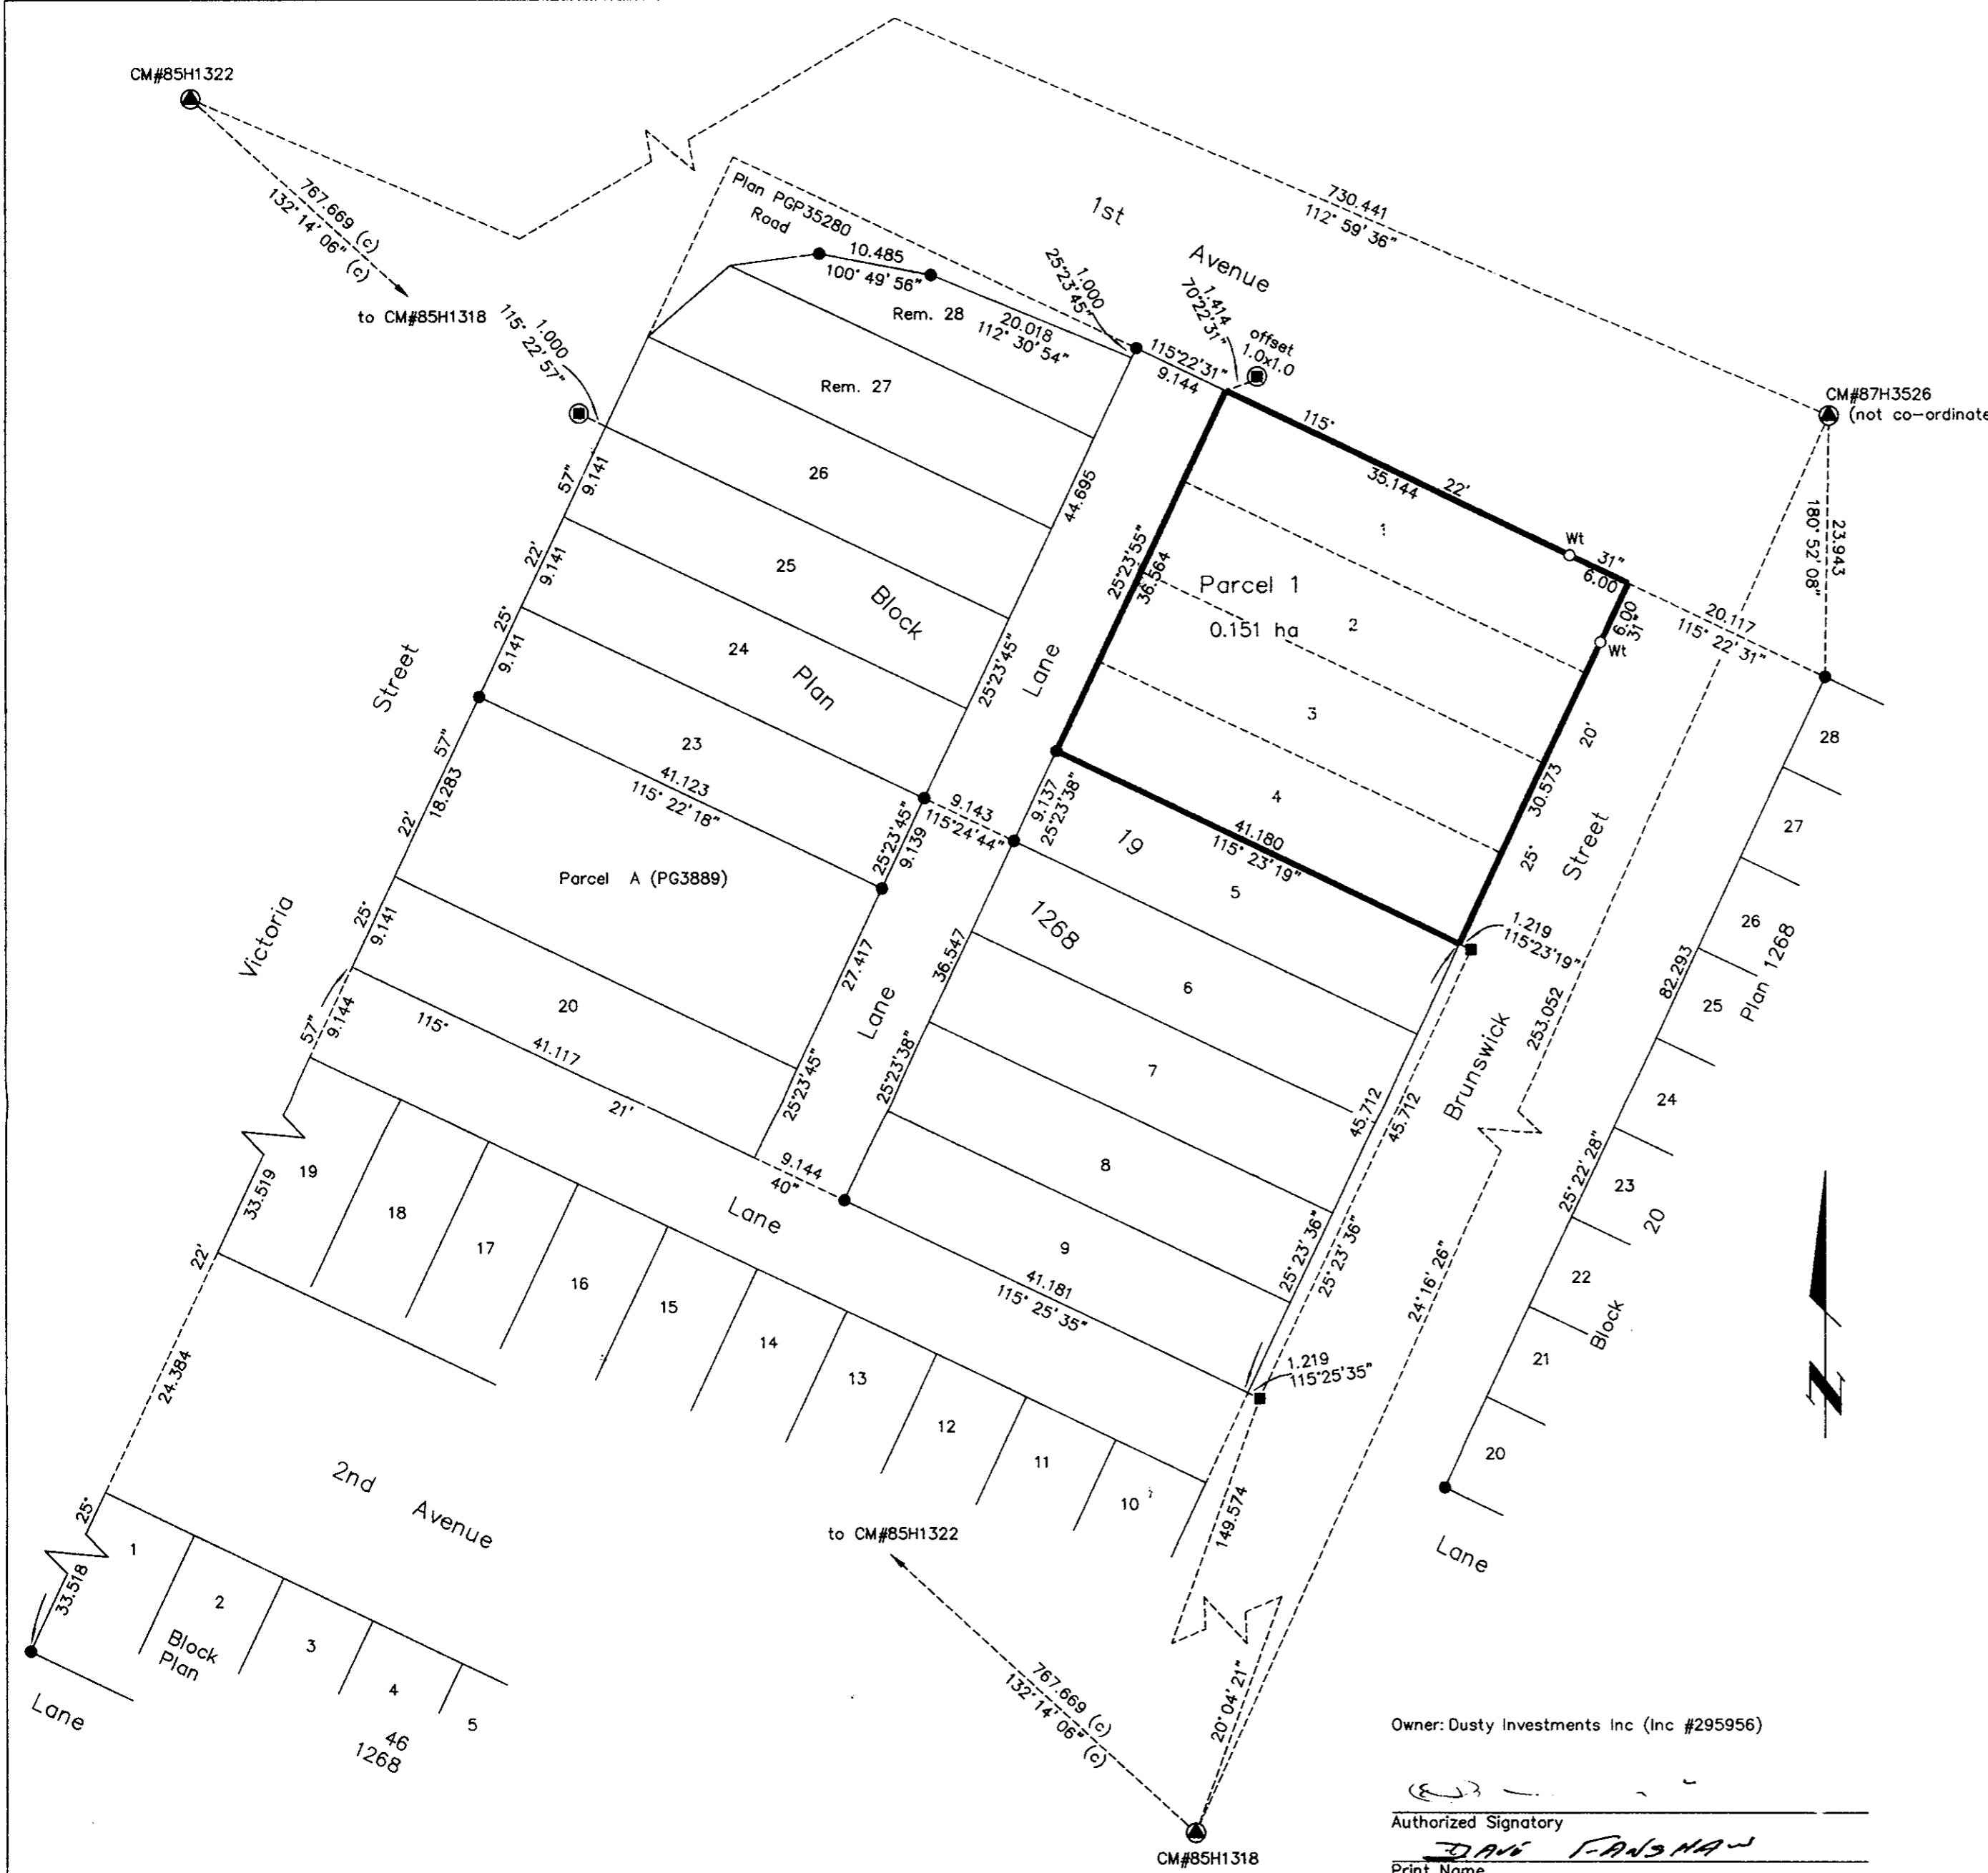 CM#85H1322
767.669 (c)
132° 14' 06" (c)
to CM#85H1318
1.000
115° 22' 57"
Plan PGP35280
Road
10.485
100° 49' 56"
Rem. 28
20.018
112° 30' 54"
1.000
25°23'45"
1st Avenue
115°22'31"
9.144
1.414
70°22'31"
offset
1.0x1.0
730.441
112° 59' 36"
CM#87H3526
(not co-ordinate
23.943
180° 52' 08"
115° 22' 31"
35.144
Wt
6.00
6.00
31"
Wt
20.117
115° 22' 31"
Rem. 27
26
25
24
23
Block
Plan
57"
9.141
22'
9.141
25°
9.141
44.695
25°23'45"
Lane
25°23'55"
36.564
Parcel 1
0.151 ha
1
2
3
4
20'
30.573
25°
Street
41.180
115° 23' 19"
1.219
115°23'19"
Street
Victoria
57"
18.283
22'
25°
9.141
57"
9.144
41.123
115° 22' 18"
Parcel A (PG3889)
25°23'45"
9.139
9.143
115°24'44"
9.137
25°23'38"
19
1268
5
6
7
8
9
27.417
25°23'45"
Lane
36.547
25°23'38"
20
115°
41.117
21'
9.144
40"
Lane
41.181
115° 25' 35"
1.219
115°25'35"
45.712
25° 23' 36"
45.712
25° 23' 36"
Brunswick
253.052
24° 16' 26"
82.293
25° 22' 28"
Plan 1268
Block 20
28
27
26
25
24
23
22
21
20
Lane
N
33.519
22'
24.384
25°
33.518
19
18
17
16
15
14
13
12
11
10
2nd Avenue
1
2
3
4
5
Block
Plan
46
1268
Lane
to CM#85H1322
767.669 (c)
132° 14' 06" (c)
149.574
20° 04' 21"
CM#85H1318
Owner: Dusty Investments Inc (Inc #295956)
Authorized Signatory
DAVE FANSHAW
Print Name